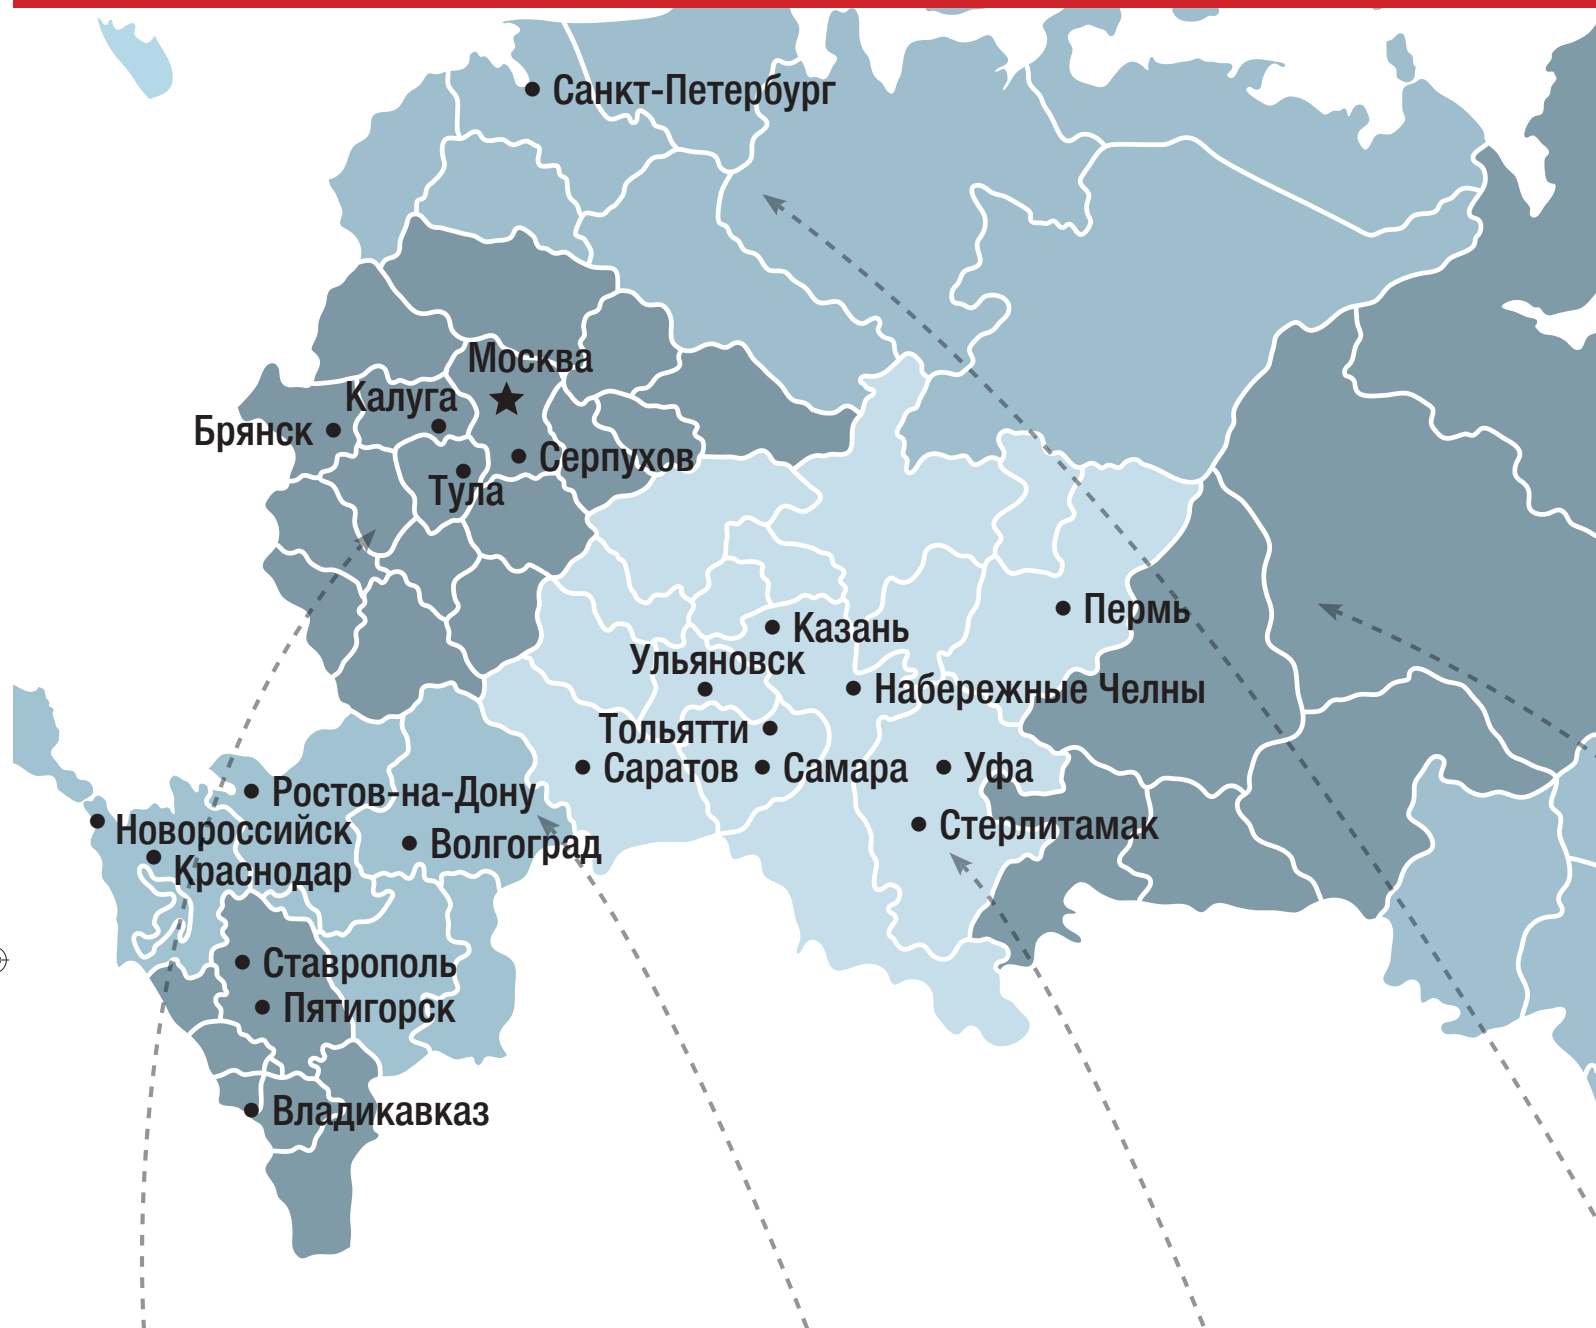 Санкт-Петербург
Москва
Калуга
Брянск
Серпухов
Тула
Пермь
Казань
Ульяновск
Набережные Челны
Тольятти
Саратов
Самара
Уфа
Ростов-на-Дону
Новороссийск
Стерлитамак
Волгоград
Краснодар
Ставрополь
Пятигорск
Владикавказ